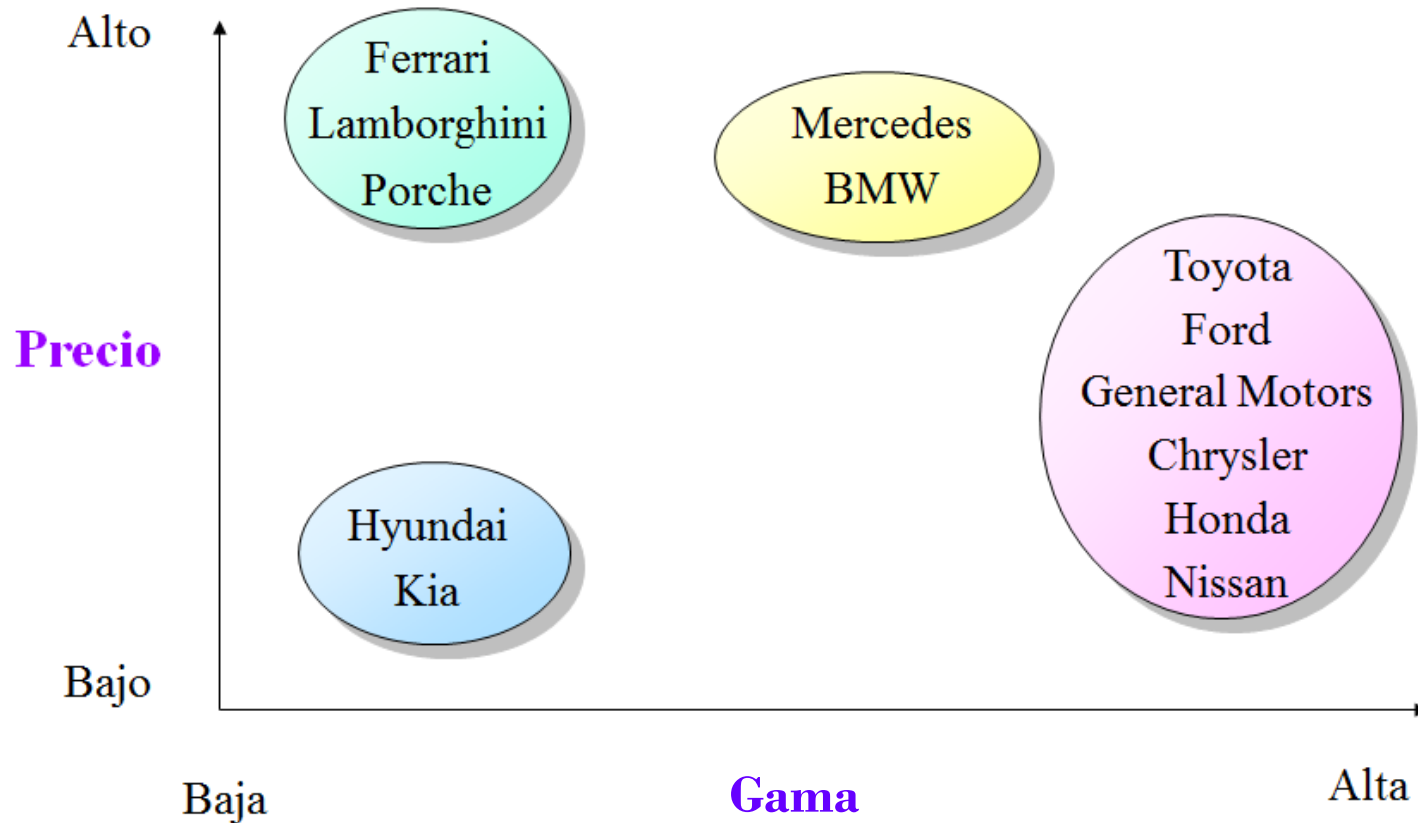 Alto
Ferrari
Lamborghini
Porche
Mercedes
BMW
Toyota
Ford
General Motors
Chrysler
Honda
Nissan
Precio
Hyundai
Kia
Bajo
Baja
Gama
Alta